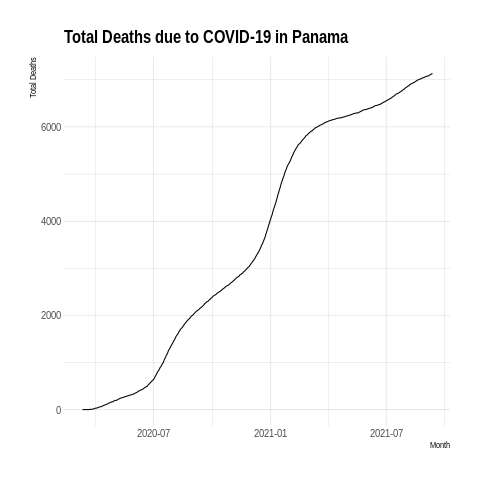 Total Deaths due to COVID-19 in Panama
Total Deaths
6000
4000
2000
0
2020-07 2021-01 2021-07
Month